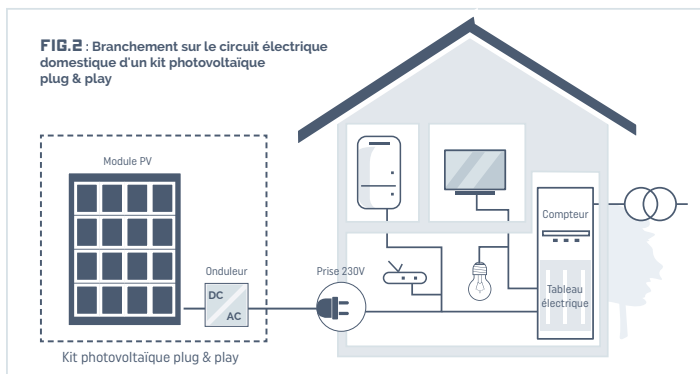 FIG.2 : Branchement sur le circuit électrique
domestique d'un kit photovoltaïque
plug & play
Module PV
Onduleur
DC
AC
Prise 230V
Compteur
Tableau
électrique
Kit photovoltaïque plug & play